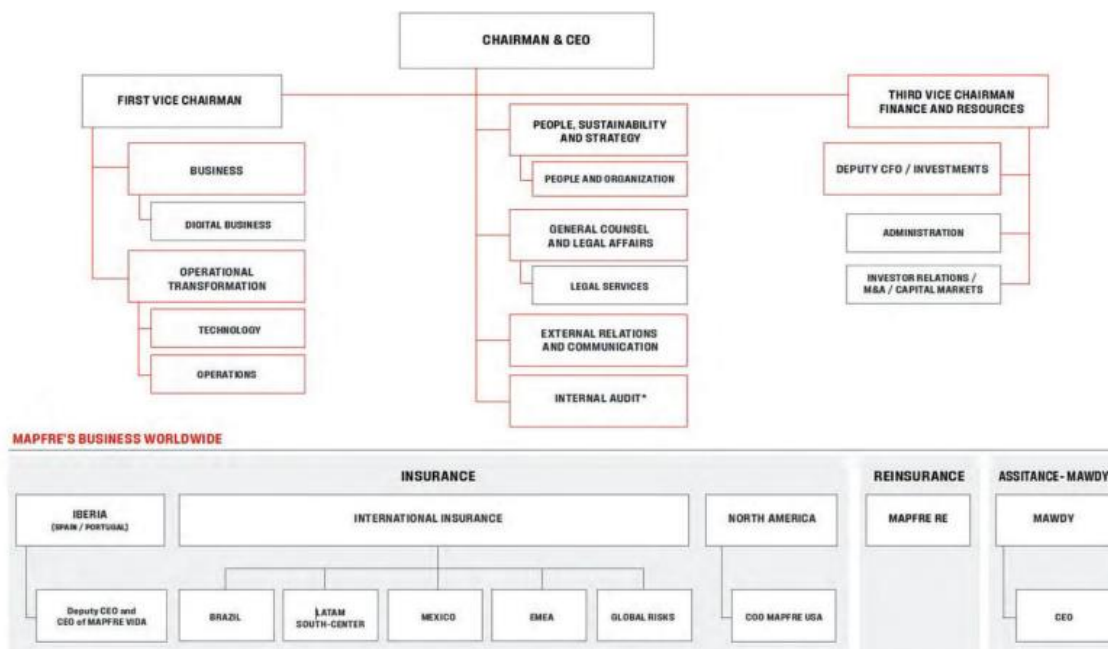 CHAIRMAN & CEO
FIRST VICE CHAIRMAN
BUSINESS
DIGITAL BUSINESS
OPERATIONAL
TRANSFORMATION
TECHNOLOGY
OPERATIONS
PEOPLE, SUSTAINABILITY
AND STRATEGY
PEOPLE AND ORGANIZATION
GENERAL COUNSEL
AND LEGAL AFFAIRS
LEGAL SERVICES
EXTERNAL RELATIONS
AND COMMUNICATION
INTERNAL AUDIT*
THIRD VICE CHAIRMAN
FINANCE AND RESOURCES
DEPUTY CFO / INVESTMENTS
ADMINISTRATION
INVESTOR RELATIONS /
M&A / CAPITAL MARKETS
MAPFRE'S BUSINESS WORLDWIDE
INSURANCE
IBERIA
(SPAIN / PORTUGAL)
Deputy CEO and
CEO of MAPFRE VIDA
INTERNATIONAL INSURANCE
BRAZIL
LATAM
SOUTH-CENTER
MEXICO
EMEA
GLOBAL RISKS
NORTH AMERICA
COO MAPFRE USA
REINSURANCE
MAPFRE RE
ASSITANCE- MAWDY
MAWDY
CEO